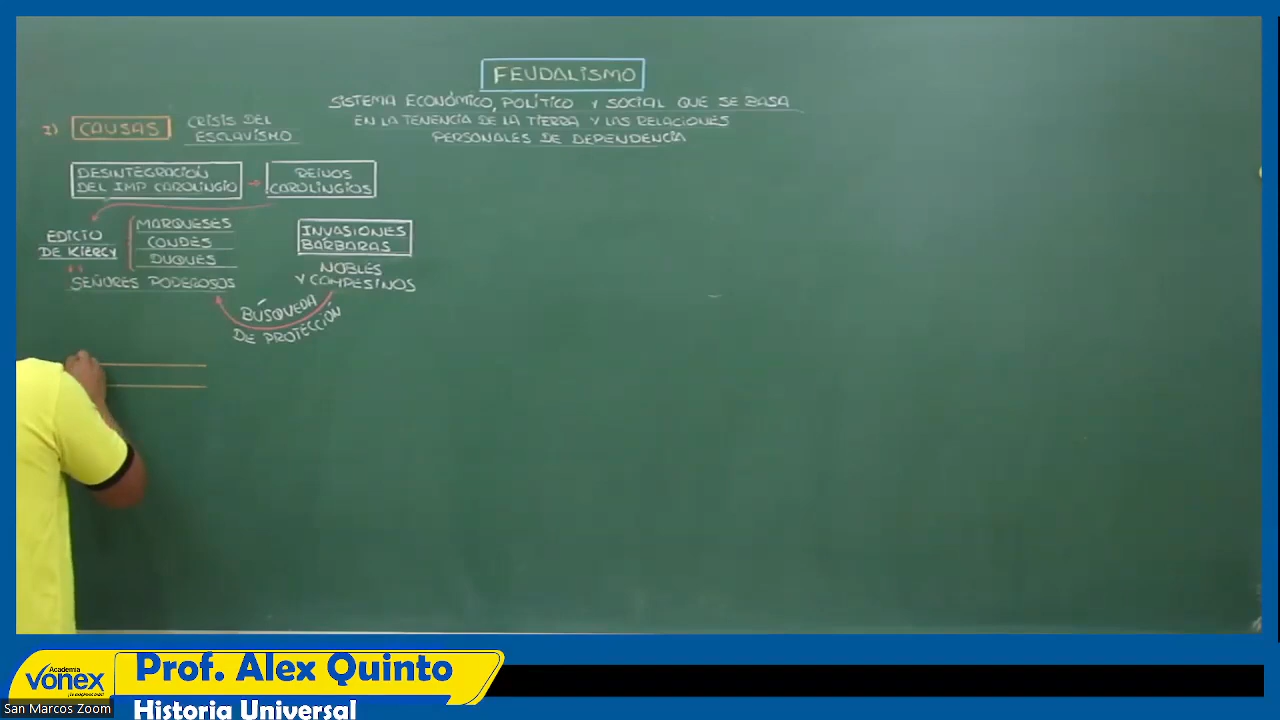 FEUDALISMO
SISTEMA ECONÓMICO, POLÍTICO Y SOCIAL QUE SE BASA
EN LA TENENCIA DE LA TIERRA Y LAS RELACIONES
PERSONALES DE DEPENDENCIA
I) CAUSAS
CRISIS DEL
ESCLAVISMO
DESINTEGRACIÓN
DEL IMP CAROLINGIO
REINOS
CAROLINGIOS
EDICTO
DE KIERCY
MARQUESES
CONDES
DUQUES
SEÑORES PODEROSOS
INVASIONES
BÁRBARAS
NOBLES
Y CAMPESINOS
BÚSQUEDA
DE PROTECCIÓN
Academia
vonex
Prof. Alex Quinto
Historia Universal
San Marcos Zoom